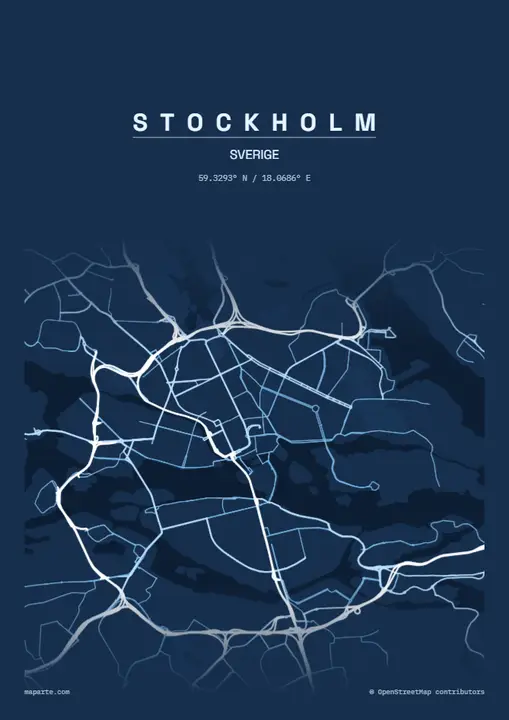 STOCKHOLM
SVERIGE
59.3293° N / 18.0686° E
maparte.com
© OpenStreetMap contributors